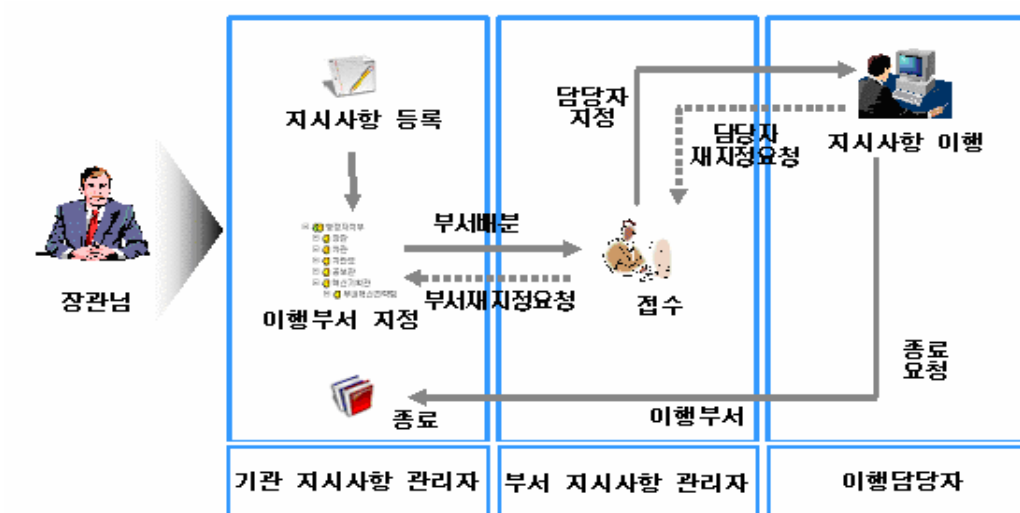 지시사항 등록
담당자
지정
담당자
재지정요청
지시사항 이행
부서배분
부서재지정요청
장관님
이행부서 지정
접수
종료
요청
종료
이행부서
기관 지시사항 관리자
부서 지시사항 관리자
이행담당자